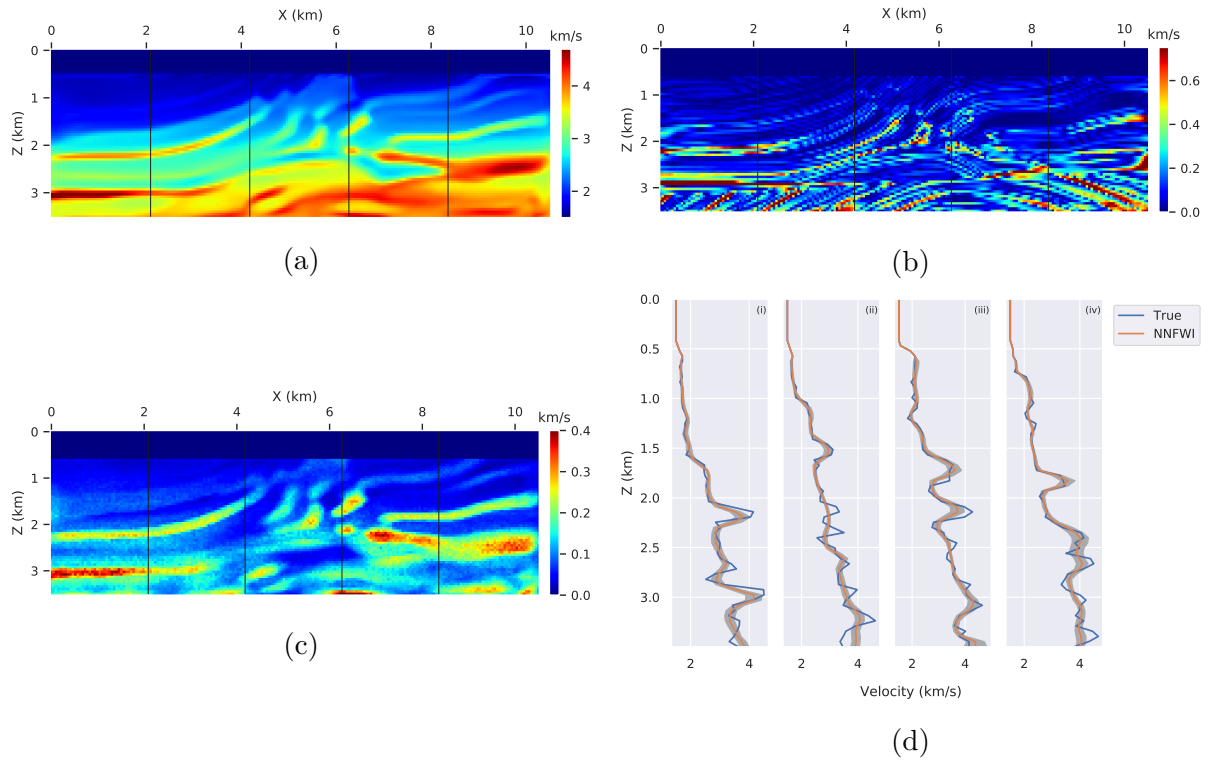 X (km)
0 2 4 6 8 10
km/s
Z (km)
0
1
2
3
4
3
2
(a)
X (km)
0 2 4 6 8 10
km/s
Z (km)
0
1
2
3
0.6
0.4
0.2
0.0
(b)
X (km)
0 2 4 6 8 10
km/s
Z (km)
0
1
2
3
0.4
0.3
0.2
0.1
0.0
(c)
Z (km)
0.0
0.5
1.0
1.5
2.0
2.5
3.0
(i) (ii) (iii) (iv)
True
NNFWI
2 4 2 4 2 4 2 4
Velocity (km/s)
(d)